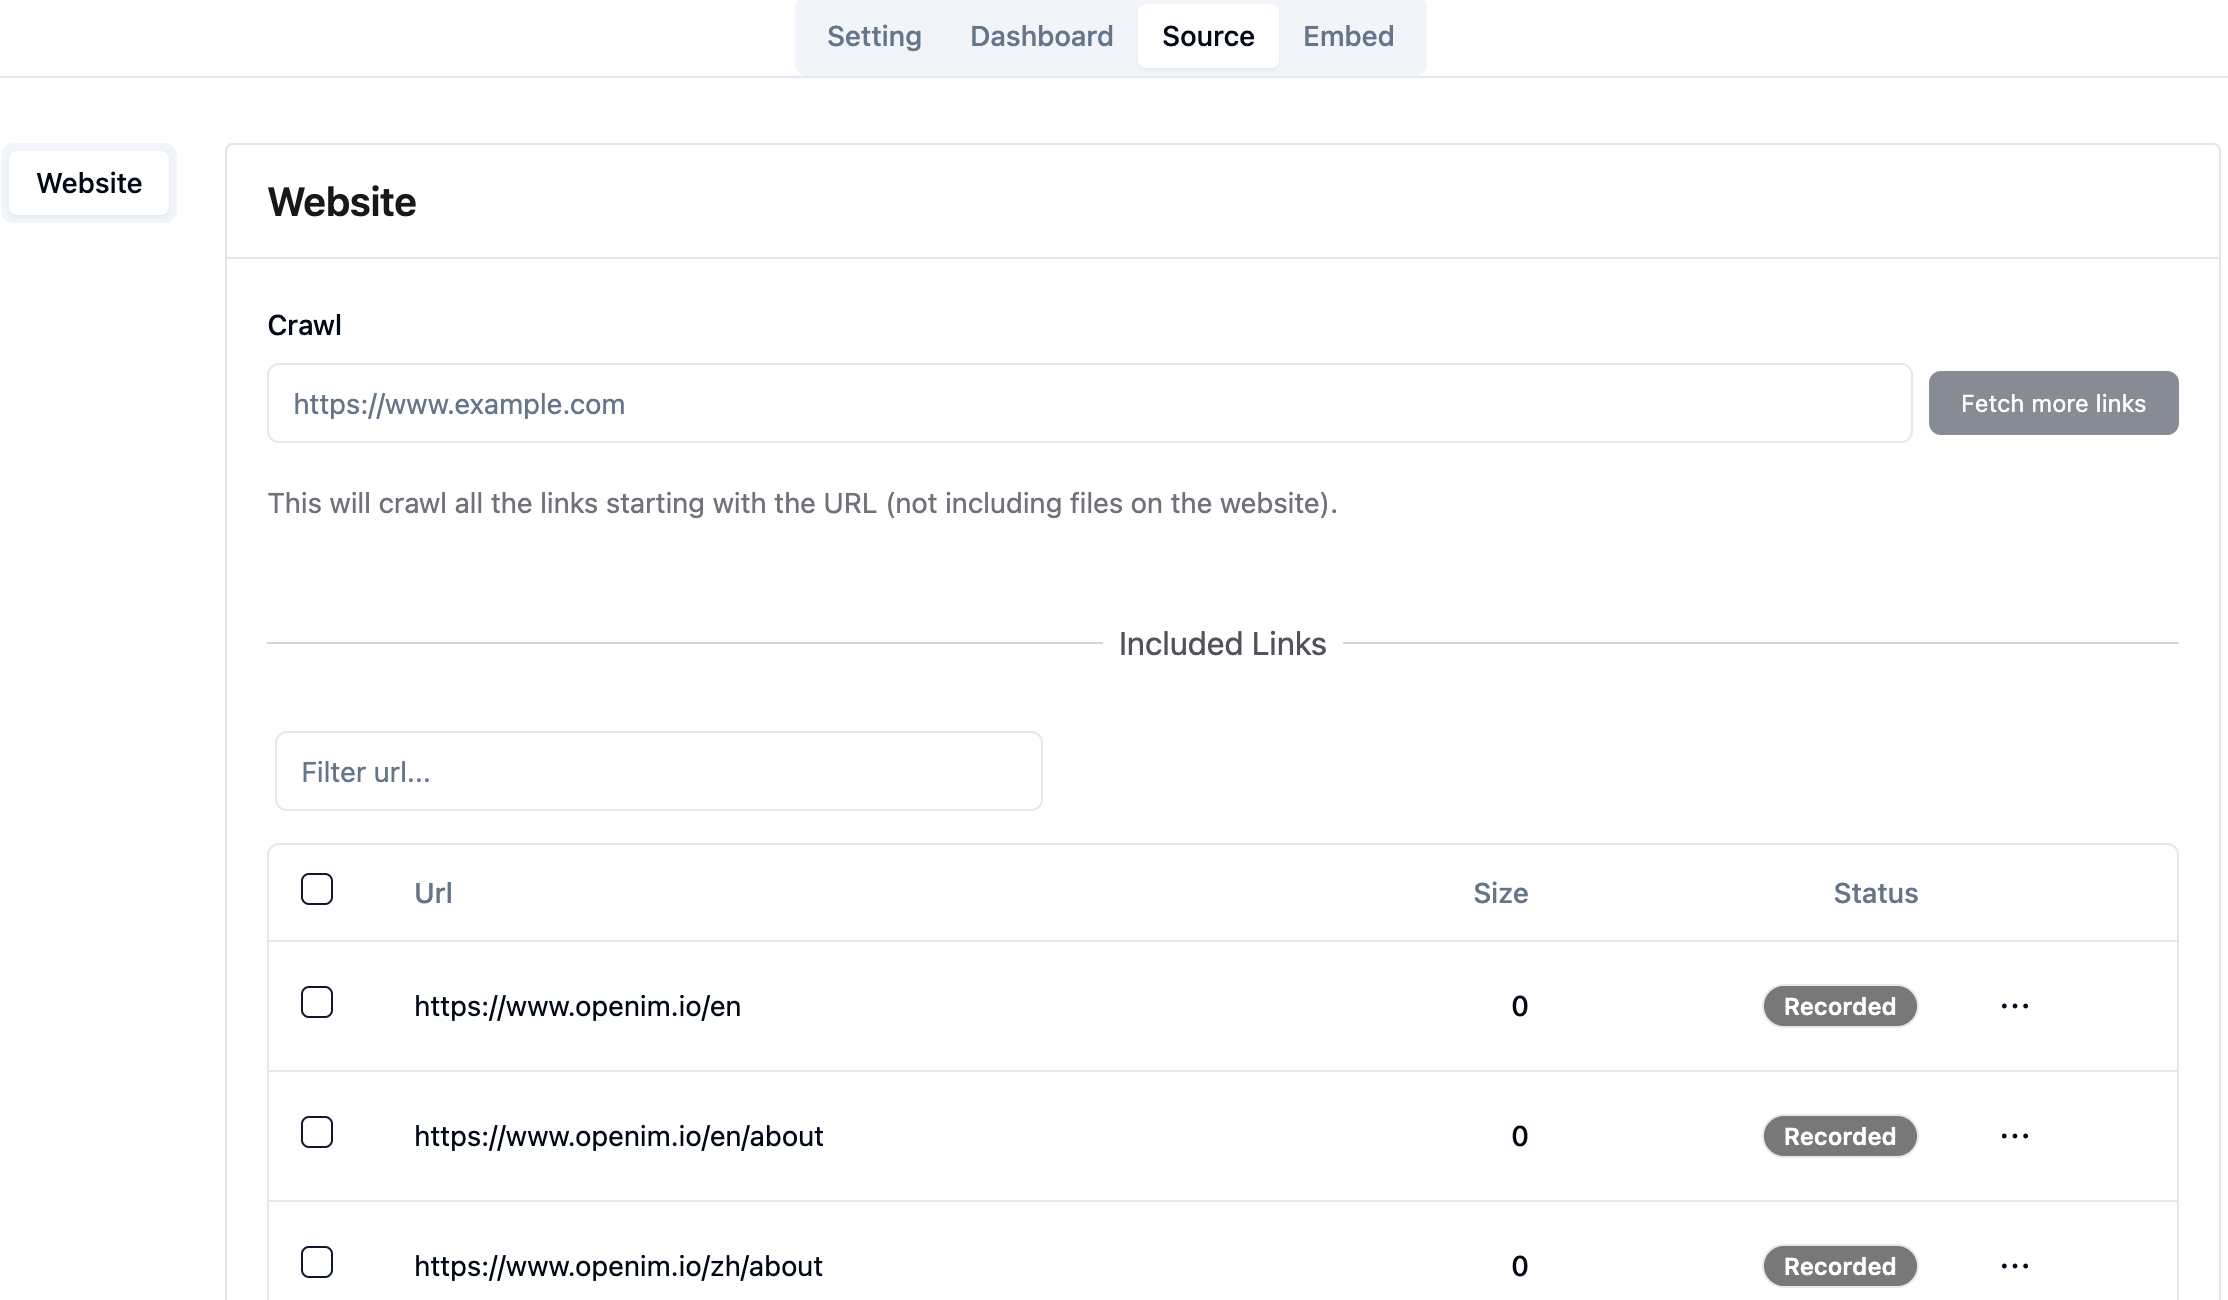 Setting Dashboard Source Embed
Website
Website
Crawl
https://www.example.com Fetch more links
This will crawl all the links starting with the URL (not including files on the website).
Included Links
Filter url...
Url Size Status
https://www.openim.io/en 0 Recorded ...
https://www.openim.io/en/about 0 Recorded ...
https://www.openim.io/zh/about 0 Recorded ...